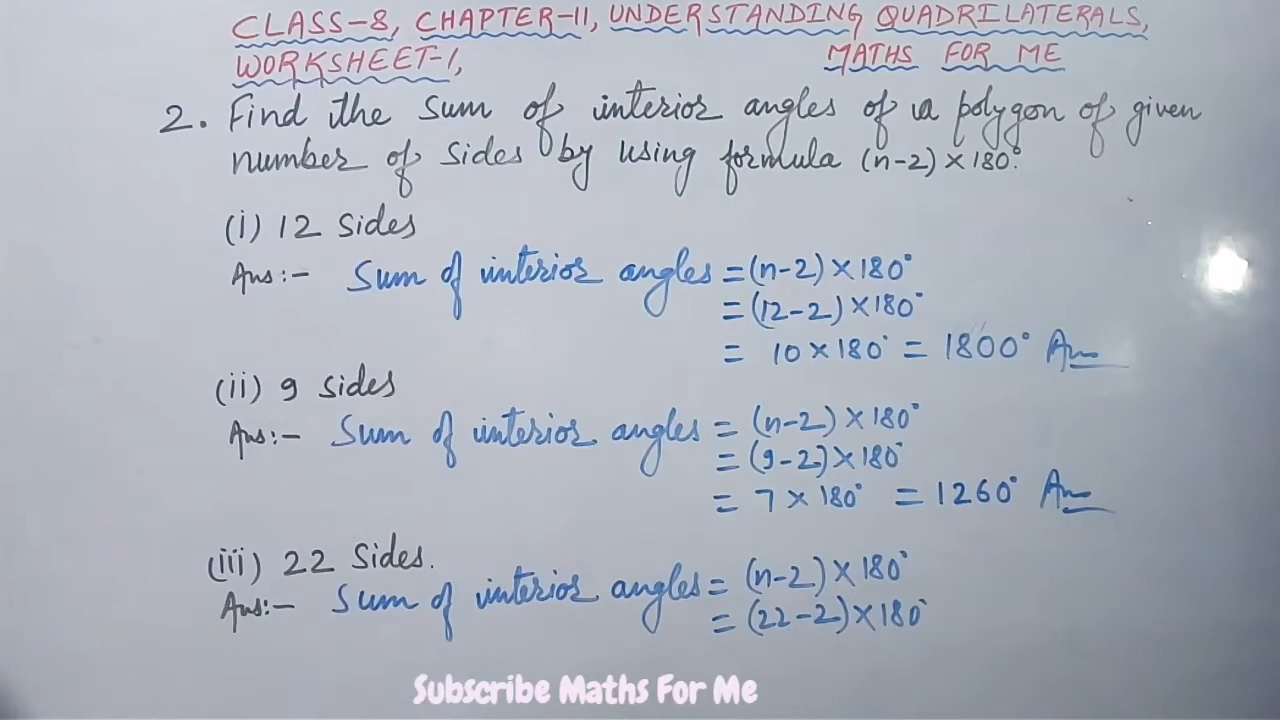 CLASS-8, CHAPTER-11, UNDERSTANDING QUADRILATERALS,
WORKSHEET-1, MATHS FOR ME
2. Find the sum of interior angles of a polygon of given
number of sides by using formula (n-2)×180°.
(i) 12 sides
Ans:- Sum of interior angles = (n-2)×180°
= (12-2)×180°
= 10×180° = 1800° Ans
(ii) 9 sides
Ans:- Sum of interior angles = (n-2)×180°
= (9-2)×180°
= 7×180° = 1260° Ans
(iii) 22 Sides.
Ans:- Sum of interior angles = (n-2)×180°
= (22-2)×180°
Subscribe Maths For Me